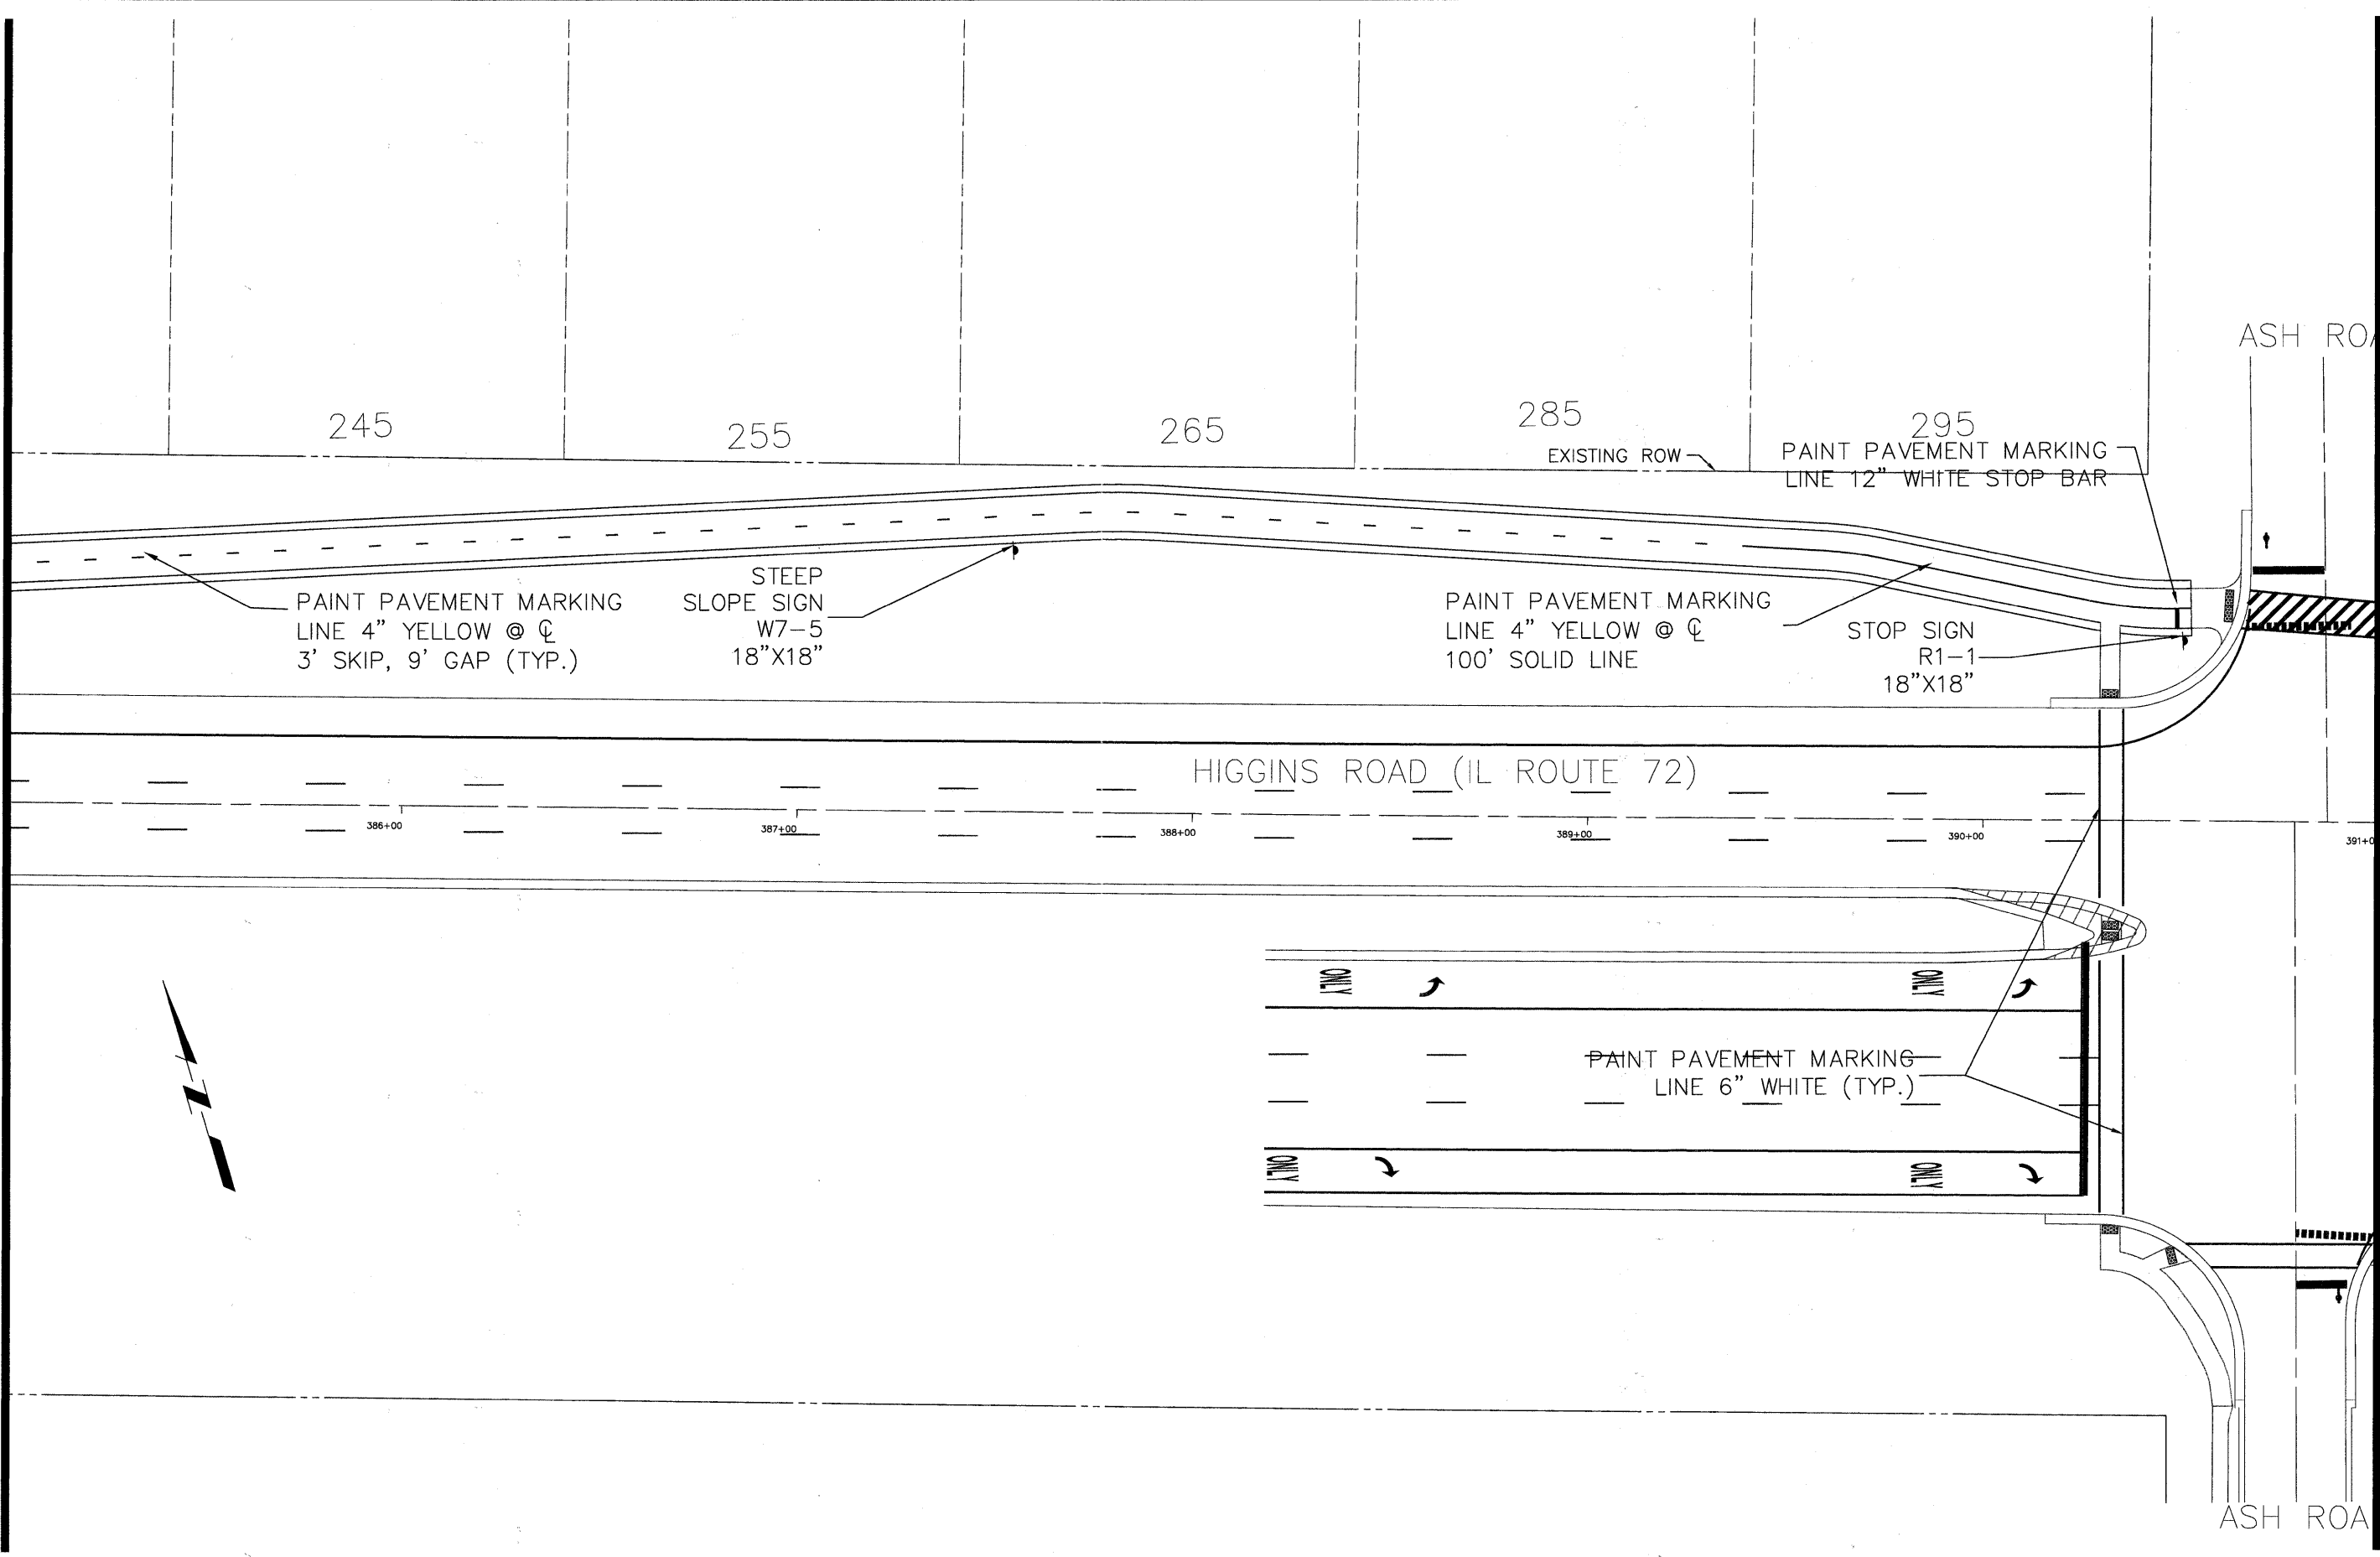 ASH ROA
245
255
265
285
295
EXISTING ROW
PAINT PAVEMENT MARKING
LINE 12" WHITE STOP BAR
PAINT PAVEMENT MARKING
LINE 4" YELLOW @ ℄
3' SKIP, 9' GAP (TYP.)
STEEP
SLOPE SIGN
W7-5
18"X18"
PAINT PAVEMENT MARKING
LINE 4" YELLOW @ ℄
100' SOLID LINE
STOP SIGN
R1-1
18"X18"
HIGGINS ROAD (IL ROUTE 72)
386+00
387+00
388+00
389+00
390+00
391+0
ONLY
ONLY
PAINT PAVEMENT MARKING
LINE 6" WHITE (TYP.)
ONLY
ONLY
N
ASH ROA